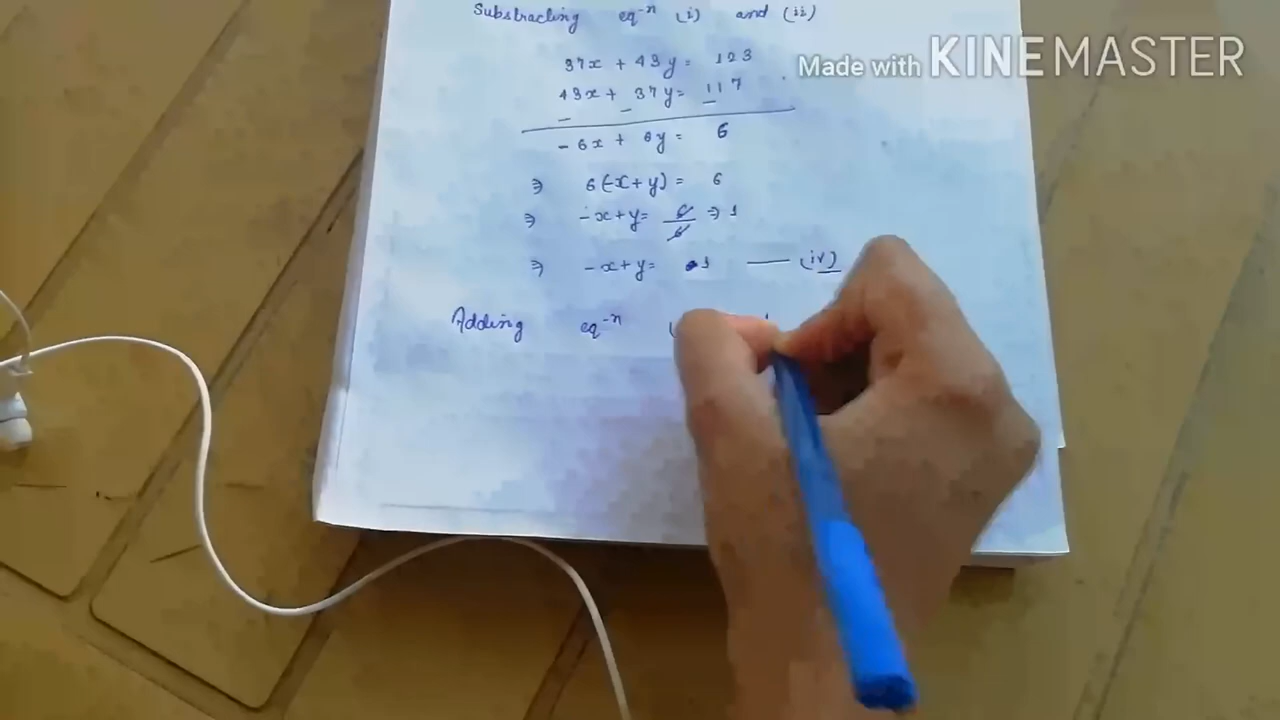 Substracting eq⁻ⁿ (i) and (ii)
Made with KINEMASTER
37x + 43y = 123
43x + 37y = 117
- - -
-6x + 6y = 6
⇒ 6(-x+y) = 6
⇒ -x+y = 6/6 ⇒ 1
⇒ -x+y = 1 —— (iv)
Adding eq⁻ⁿ